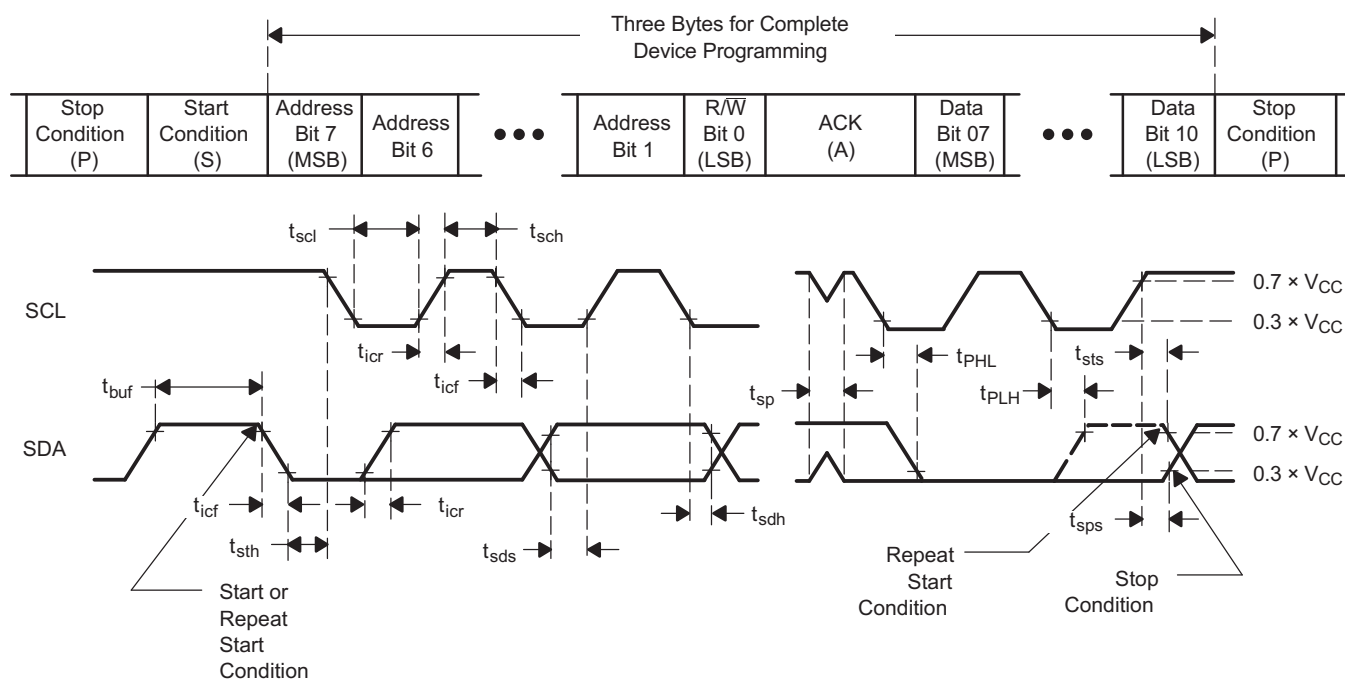 Three Bytes for Complete
Device Programming
Stop
Condition
(P)
Start
Condition
(S)
Address
Bit 7
(MSB)
Address
Bit 6
•••
Address
Bit 1
R/W̅
Bit 0
(LSB)
ACK
(A)
Data
Bit 07
(MSB)
•••
Data
Bit 10
(LSB)
Stop
Condition
(P)
tscl
tsch
SCL
0.7 × VCC
0.3 × VCC
ticr
ticf
tbuf
tsp
tPHL
tPLH
tsts
SDA
0.7 × VCC
0.3 × VCC
ticf
tsth
ticr
tsds
tsdh
tsps
Start or
Repeat
Start
Condition
Repeat
Start
Condition
Stop
Condition